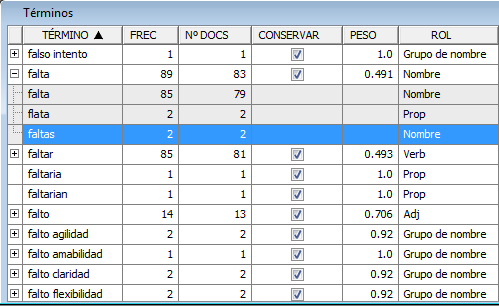 Términos
TÉRMINO ▲ FREC Nº DOCS CONSERVAR PESO ROL
falso intento 1 1 1.0 Grupo de nombre
falta 89 83 0.491 Nombre
falta 85 79 Nombre
flata 2 2 Prop
faltas 2 2 Nombre
faltar 85 81 0.493 Verb
faltaria 1 1 1.0 Prop
faltarian 1 1 1.0 Prop
falto 14 13 0.706 Adj
falto agilidad 2 2 0.92 Grupo de nombre
falto amabilidad 1 1 1.0 Grupo de nombre
falto claridad 2 2 0.92 Grupo de nombre
falto flexibilidad 2 2 0.92 Grupo de nombre